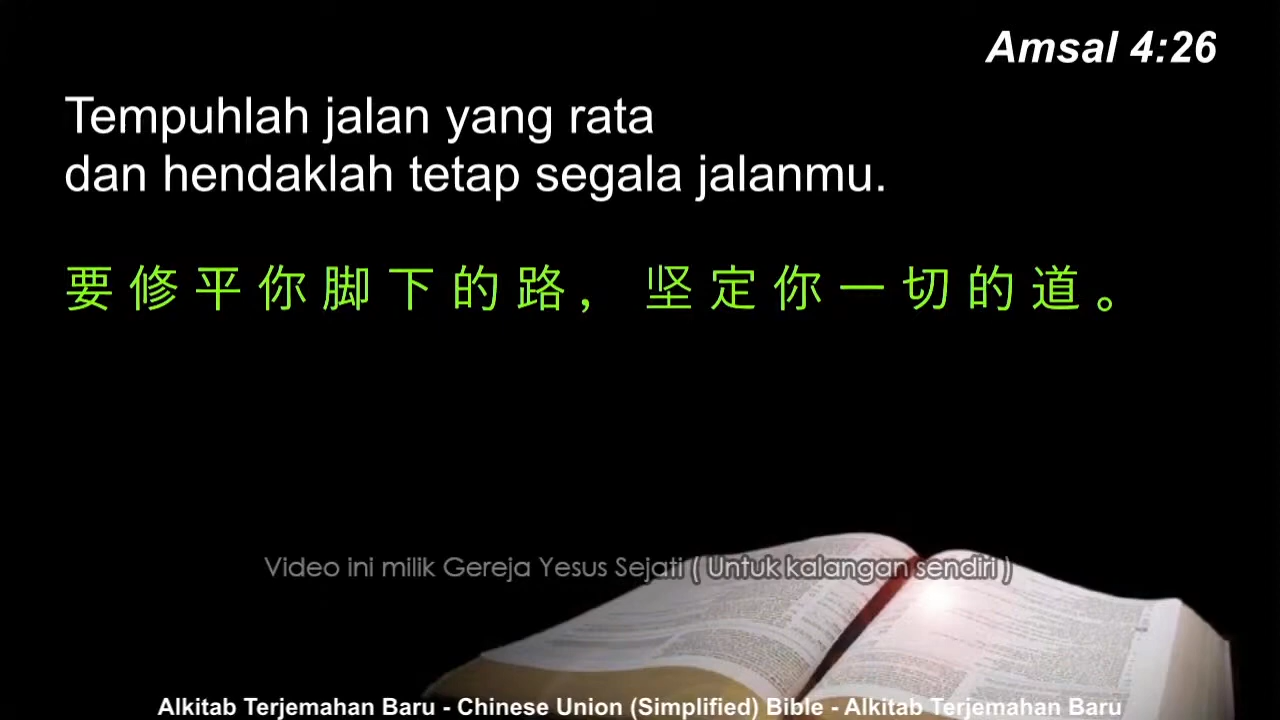 Amsal 4:26
Tempuhlah jalan yang rata
dan hendaklah tetap segala jalanmu.
要修平你脚下的路，坚定你一切的道。
Video ini milik Gereja Yesus Sejati ( Untuk kalangan sendiri )
Alkitab Terjemahan Baru - Chinese Union (Simplified) Bible - Alkitab Terjemahan Baru